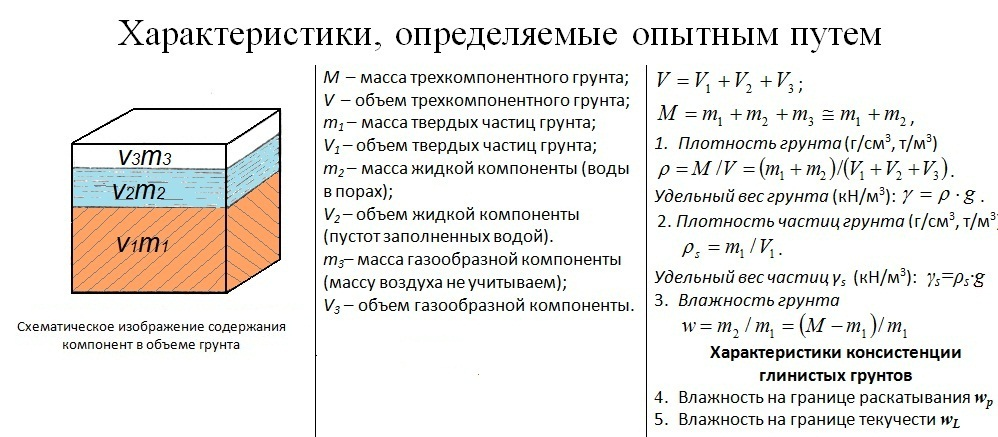 Характеристики, определяемые опытным путем
v3m3
v2m2
v1m1
Схематическое изображение содержания
компонент в объеме грунта
M – масса трехкомпонентного грунта;
V – объем трехкомпонентного грунта;
m1 – масса твердых частиц грунта;
V1 – объем твердых частиц грунта;
m2 – масса жидкой компоненты (воды
в порах);
V2 – объем жидкой компоненты
(пустот заполненных водой).
m3– масса газообразной компоненты
(массу воздуха не учитываем);
V3 – объем газообразной компоненты.
V = V1 + V2 + V3 ;
M = m1 + m2 + m3 ≅ m1 + m2 ,
1. Плотность грунта (г/см³, т/м³)
ρ = M / V = (m1 + m2)/(V1 + V2 + V3) .
Удельный вес грунта (кН/м³): γ = ρ · g .
2. Плотность частиц грунта (г/см³, т/м³)
ρs = m1 / V1 .
Удельный вес частиц γs (кН/м³): γs=ρs·g
3. Влажность грунта
w = m2 / m1 = (M − m1)/ m1
Характеристики консистенции
глинистых грунтов
4. Влажность на границе раскатывания wp
5. Влажность на границе текучести wL